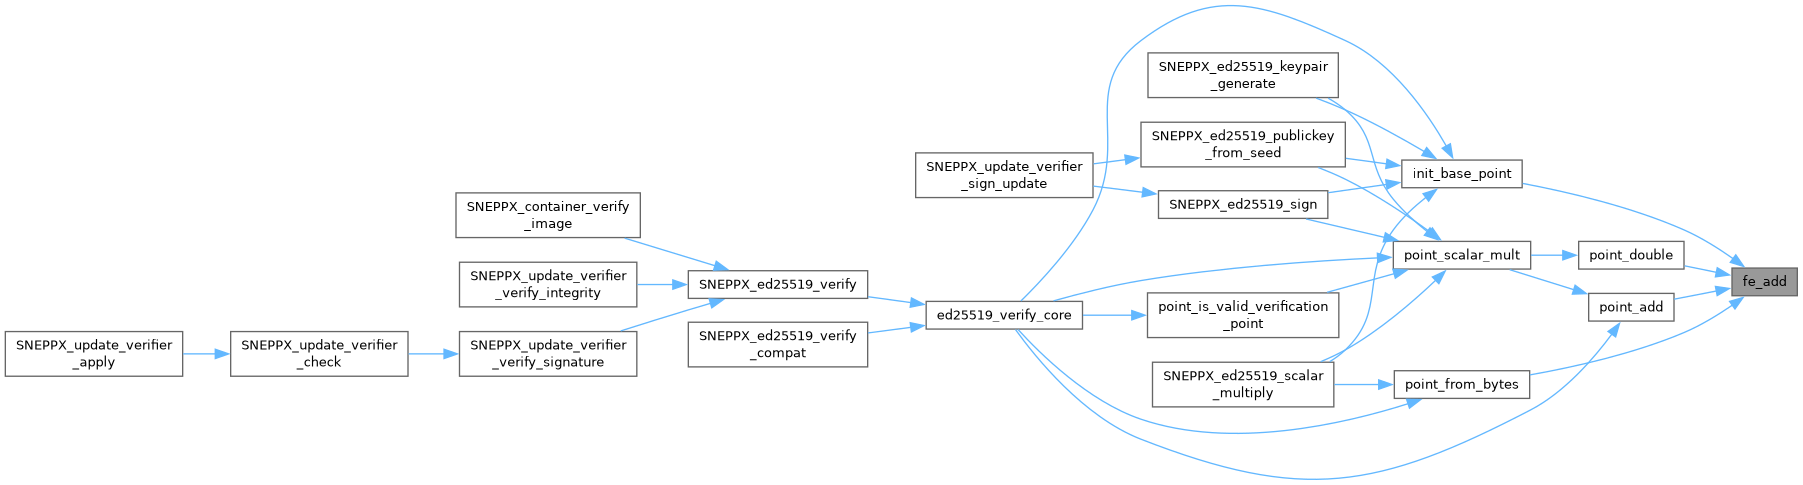 SNEPPX_ed25519_keypair
_generate
SNEPPX_ed25519_publickey
_from_seed
SNEPPX_update_verifier
_sign_update
init_base_point
SNEPPX_ed25519_sign
SNEPPX_container_verify
_image
point_scalar_mult
point_double
SNEPPX_update_verifier
_verify_integrity
SNEPPX_ed25519_verify
fe_add
point_is_valid_verification
_point
point_add
ed25519_verify_core
SNEPPX_update_verifier
_apply
SNEPPX_update_verifier
_check
SNEPPX_update_verifier
_verify_signature
SNEPPX_ed25519_verify
_compat
SNEPPX_ed25519_scalar
_multiply
point_from_bytes